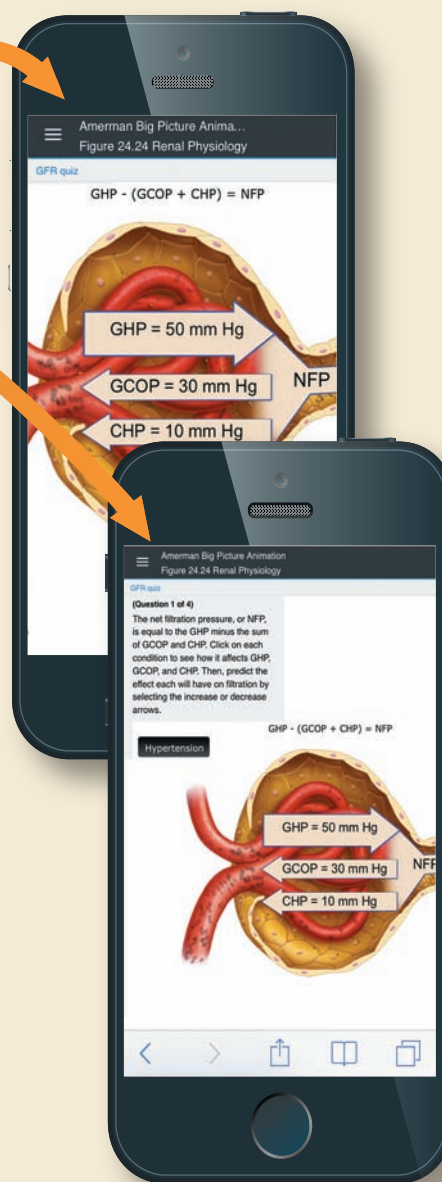 Amerman Big Picture Anima...
Figure 24.24 Renal Physiology
GFR quiz
GHP - (GCOP + CHP) = NFP
GHP = 50 mm Hg
GCOP = 30 mm Hg
NFP
CHP = 10 mm Hg
Amerman Big Picture Animation
Figure 24.24 Renal Physiology
GFR quiz
(Question 1 of 4)
The net filtration pressure, or NFP,
is equal to the GHP minus the sum
of GCOP and CHP. Click on each
condition to see how it affects GHP,
GCOP, and CHP. Then, predict the
effect each will have on filtration by
selecting the increase or decrease
arrows.
Hypertension
GHP - (GCOP + CHP) = NFP
GHP = 50 mm Hg
GCOP = 30 mm Hg
NFP
CHP = 10 mm Hg